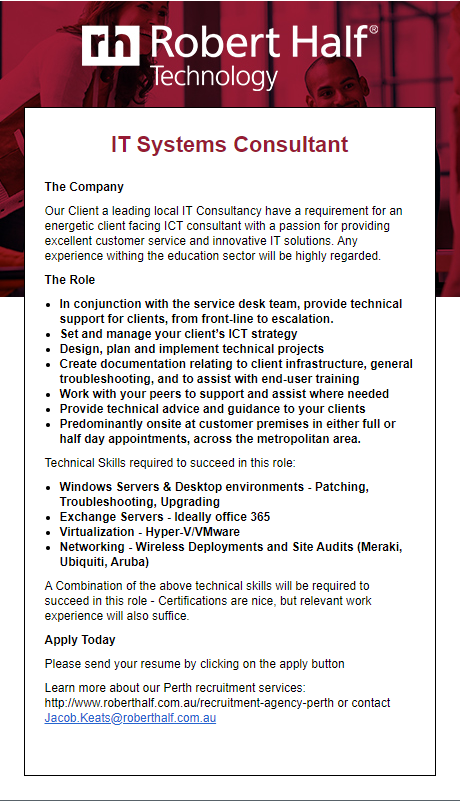 rh Robert Half®
Technology
IT Systems Consultant
The Company
Our Client a leading local IT Consultancy have a requirement for an
energetic client facing ICT consultant with a passion for providing
excellent customer service and innovative IT solutions. Any
experience withing the education sector will be highly regarded.
The Role
• In conjunction with the service desk team, provide technical
support for clients, from front-line to escalation.
• Set and manage your client's ICT strategy
• Design, plan and implement technical projects
• Create documentation relating to client infrastructure, general
troubleshooting, and to assist with end-user training
• Work with your peers to support and assist where needed
• Provide technical advice and guidance to your clients
• Predominantly onsite at customer premises in either full or
half day appointments, across the metropolitan area.
Technical Skills required to succeed in this role:
• Windows Servers & Desktop environments - Patching,
Troubleshooting, Upgrading
• Exchange Servers - Ideally office 365
• Virtualization - Hyper-V/VMware
• Networking - Wireless Deployments and Site Audits (Meraki,
Ubiquiti, Aruba)
A Combination of the above technical skills will be required to
succeed in this role - Certifications are nice, but relevant work
experience will also suffice.
Apply Today
Please send your resume by clicking on the apply button
Learn more about our Perth recruitment services:
http://www.roberthalf.com.au/recruitment-agency-perth or contact
Jacob.Keats@roberthalf.com.au